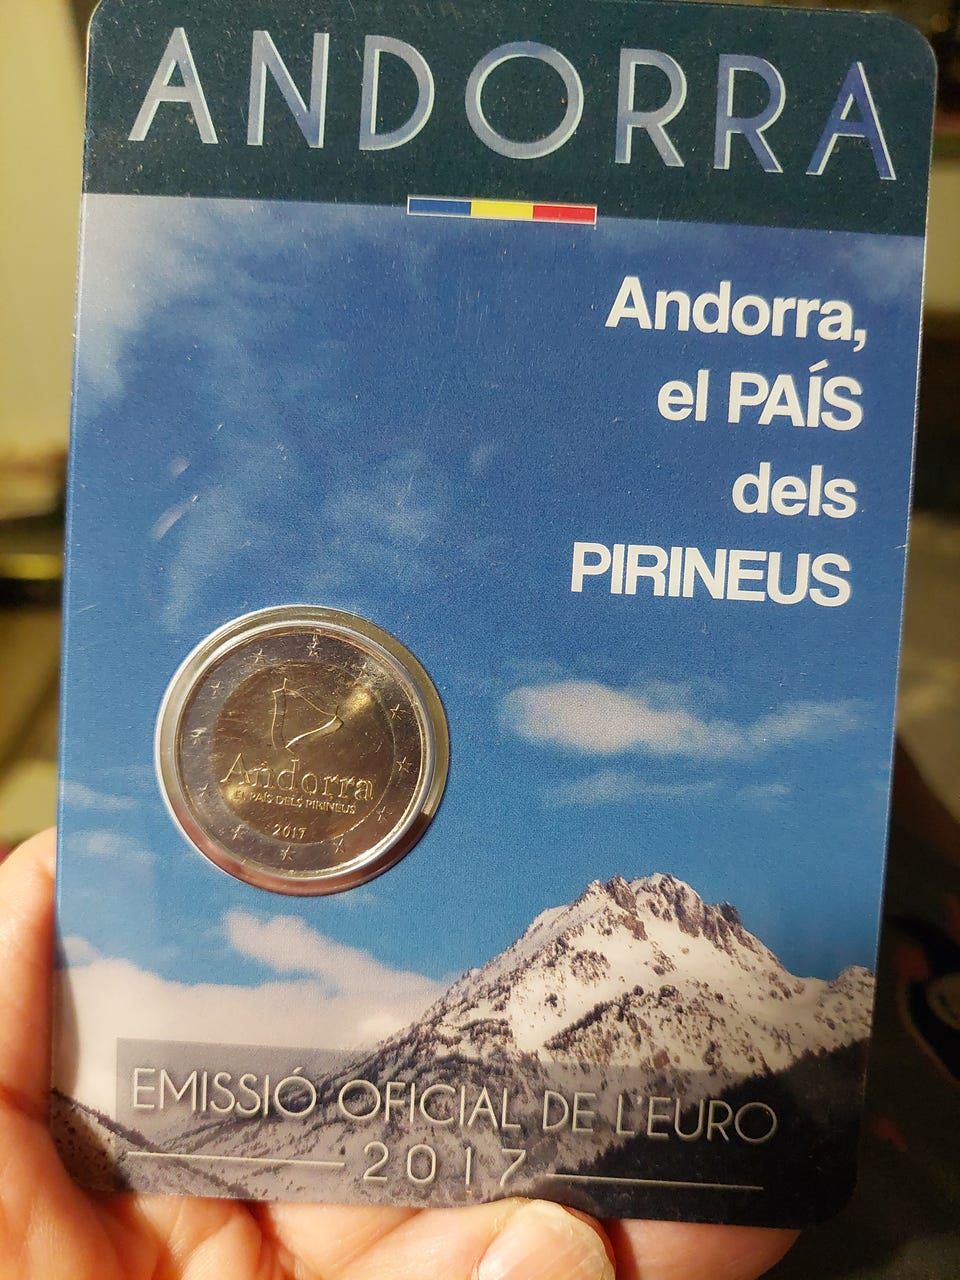 ANDORRA
Andorra,
el PAÍS
dels
PIRINEUS
Andorra
EL PAÍS DELS PIRINEUS
2017
EMISSIÓ OFICIAL DE L'EURO
2017